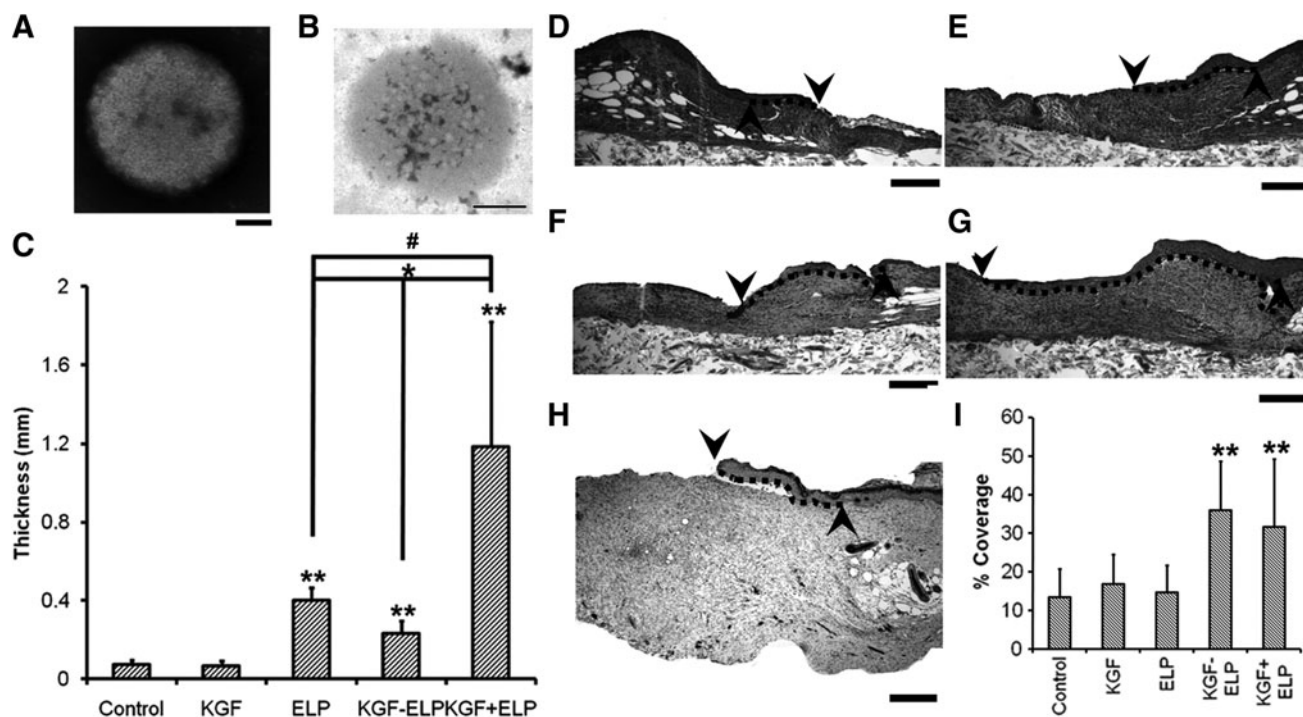 A
B
C
Thickness (mm)
2
1.6
1.2
0.8
0.4
0
#
*
**
**
**
Control
KGF
ELP
KGF-ELP
KGF+ELP
D
E
F
G
H
I
% Coverage
60
50
40
30
20
10
0
**
**
Control
KGF
ELP
KGF-
ELP
KGF+
ELP